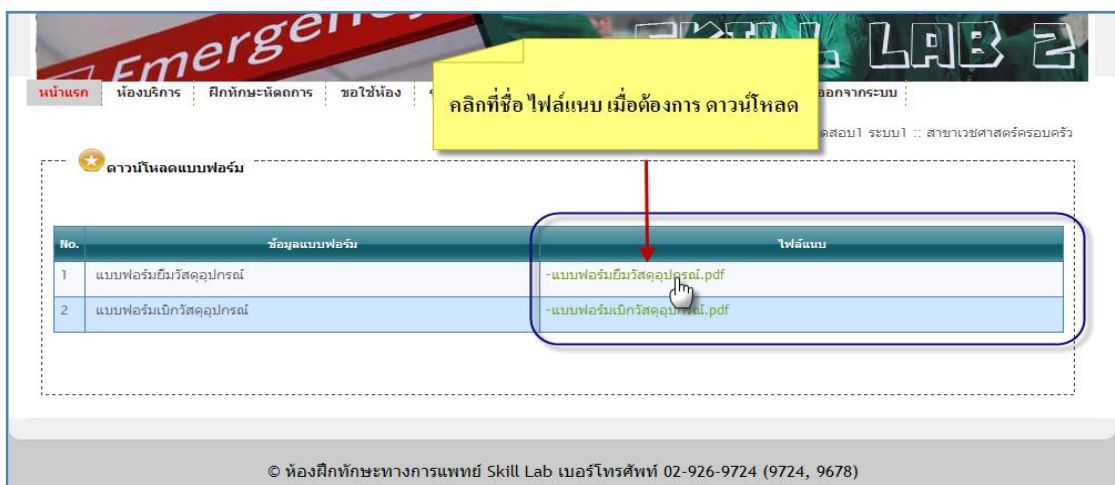 Emergency
SKILL LAB 2
หน้าแรก ห้องบริการ ฝึกทักษะหัตถการ ขอใช้ห้อง ออกจากระบบ
คลิกที่ชื่อ ไฟล์แนบ เมื่อต้องการ ดาวน์โหลด
ระบบ1 :: สาขาเวชศาสตร์ครอบครัว
ดาวน์โหลดแบบฟอร์ม
No. ข้อมูลแบบฟอร์ม ไฟล์แนบ
1 แบบฟอร์มยืมวัสดุอุปกรณ์ -แบบฟอร์มยืมวัสดุอุปกรณ์.pdf
2 แบบฟอร์มเบิกวัสดุอุปกรณ์ -แบบฟอร์มเบิกวัสดุอุปกรณ์.pdf
© ห้องฝึกทักษะทางการแพทย์ Skill Lab เบอร์โทรศัพท์ 02-926-9724 (9724, 9678)